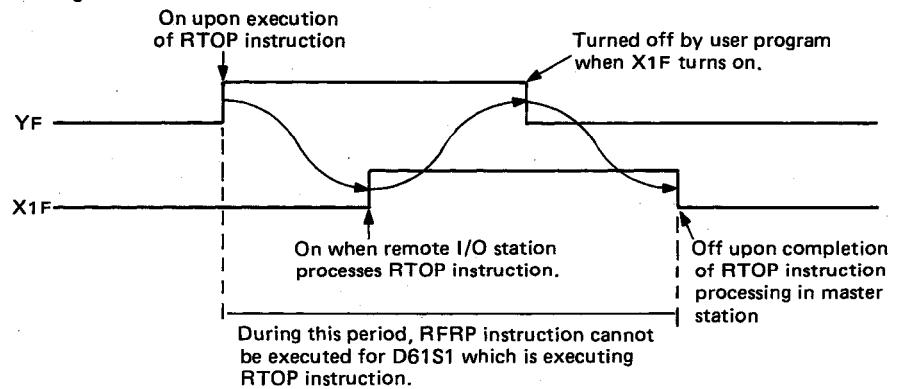 On upon execution
of RTOP instruction
Turned off by user program
when X1F turns on.
YF
X1F
On when remote I/O station
processes RTOP instruction.
Off upon completion
of RTOP instruction
processing in master
station
During this period, RFRP instruction cannot
be executed for D61S1 which is executing
RTOP instruction.